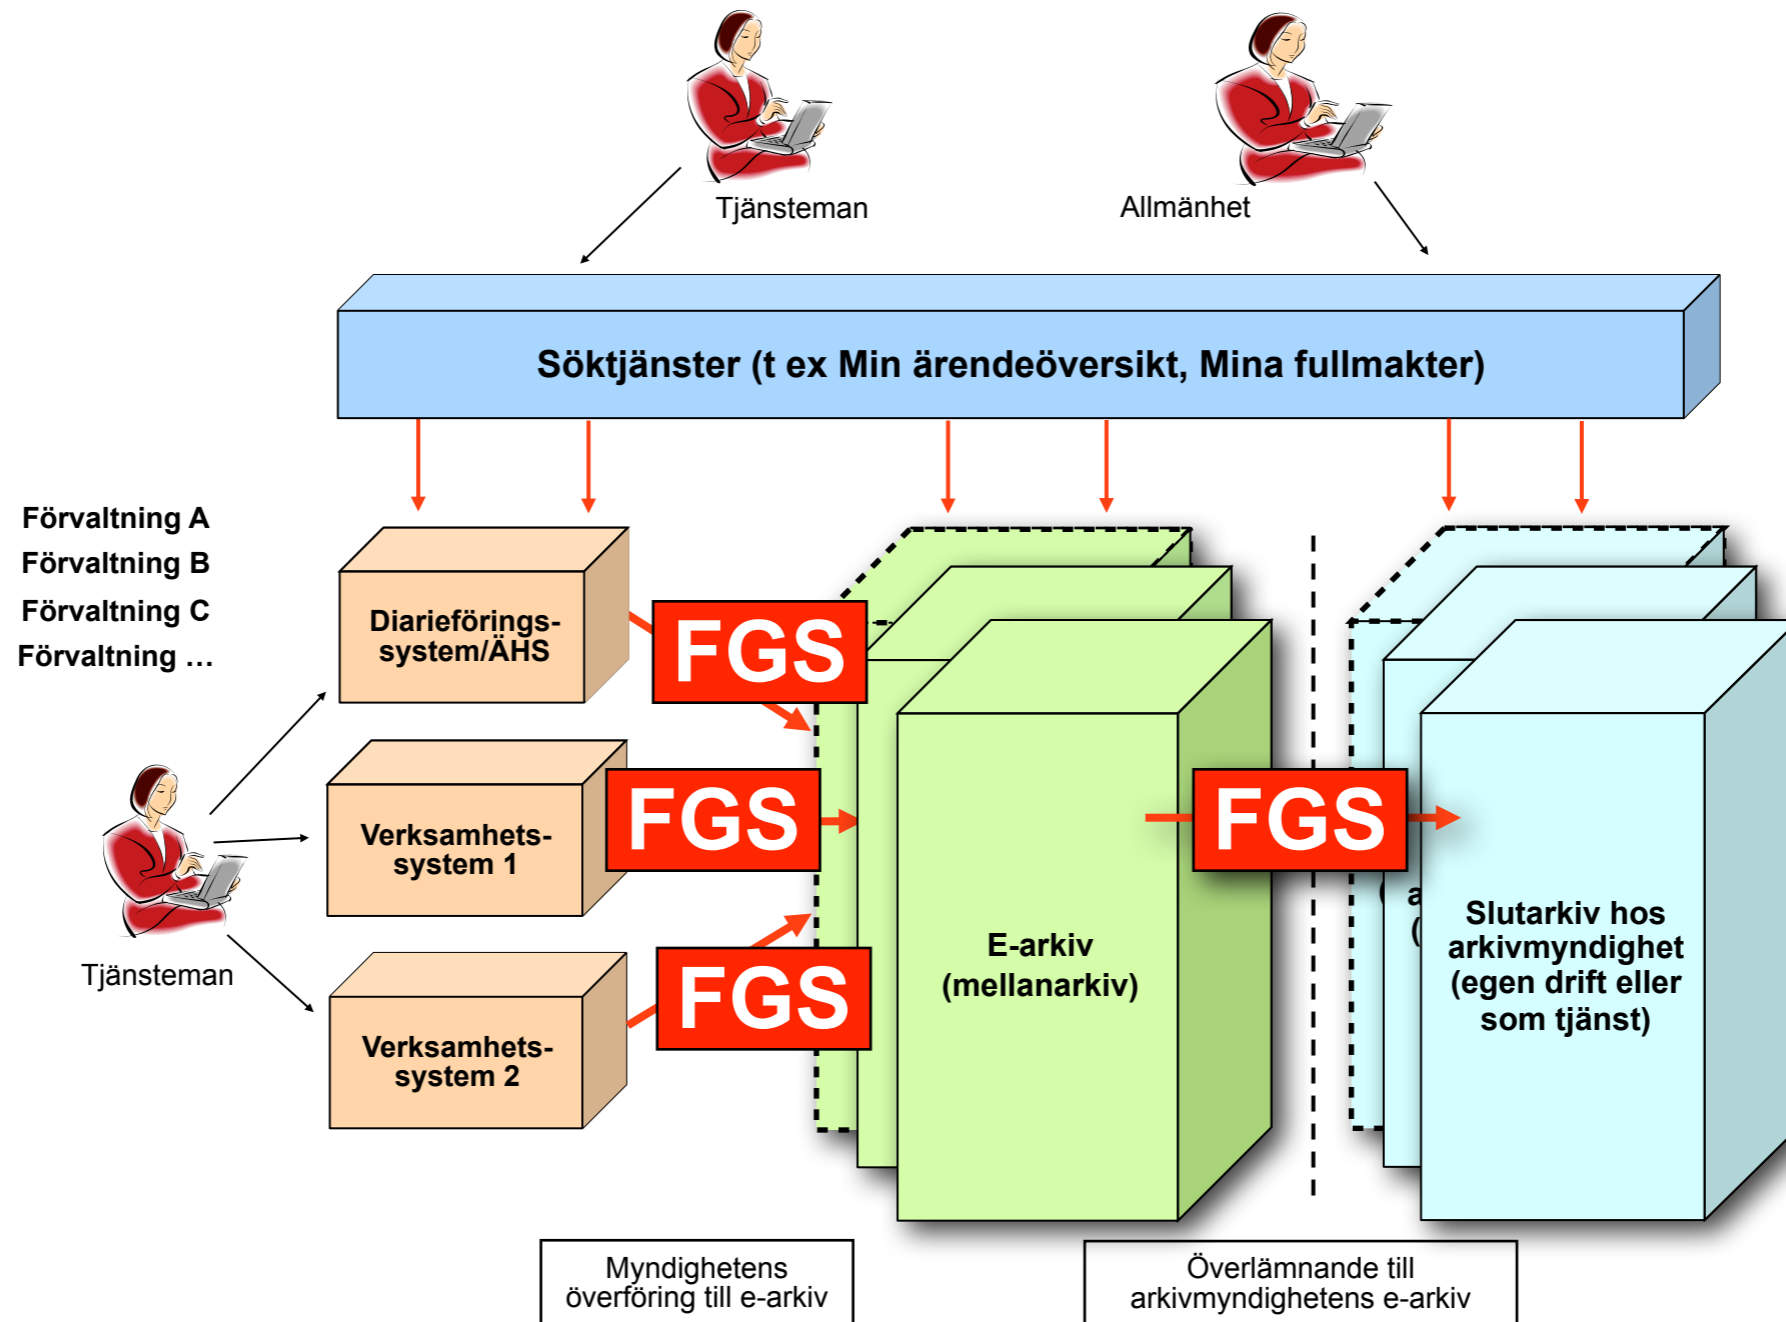 Tjänsteman
Allmänhet
Söktjänster (t ex Min ärendeöversikt, Mina fullmakter)
Förvaltning A
Förvaltning B
Förvaltning C
Förvaltning ...
Diarieförings-
system/ÄHS
FGS
Verksamhets-
system 1
FGS
FGS
Tjänsteman
Verksamhets-
system 2
FGS
E-arkiv
(mellanarkiv)
Slutarkiv hos
arkivmyndighet
(egen drift eller
som tjänst)
Myndighetens
överföring till e-arkiv
Överlämnande till
arkivmyndighetens e-arkiv